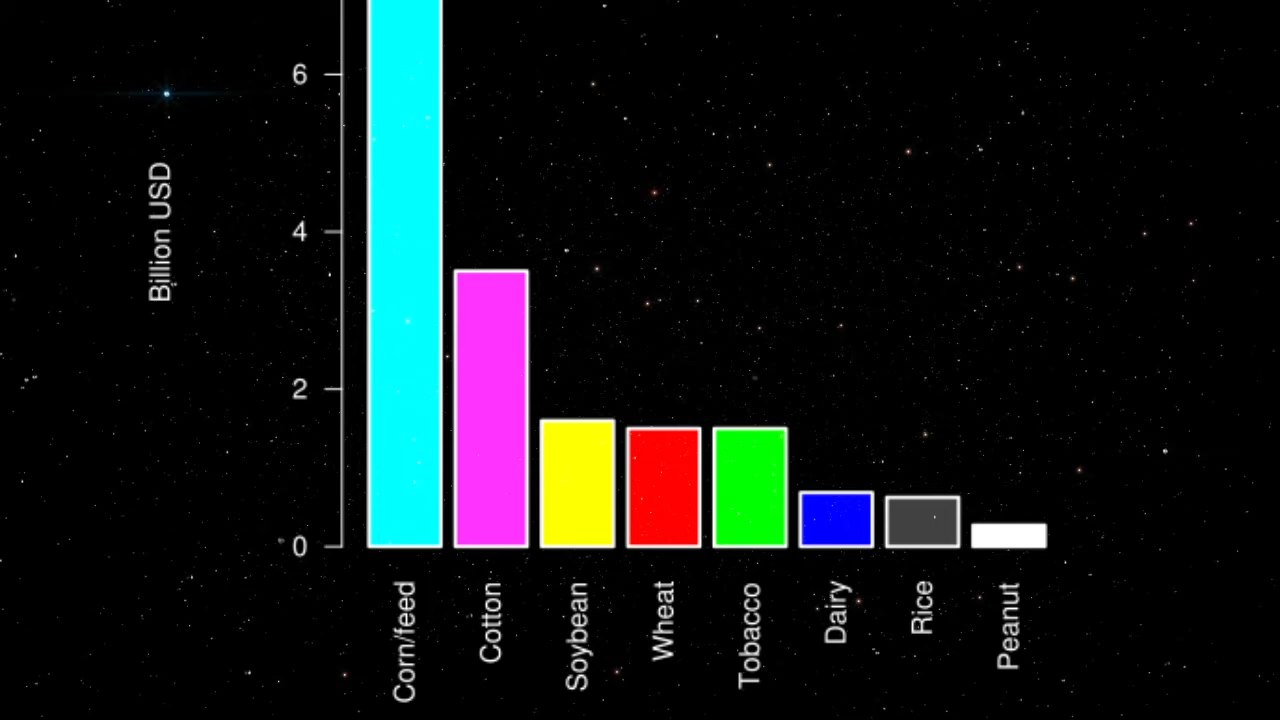 6
4
2
0
Billion USD
Corn/feed
Cotton
Soybean
Wheat
Tobacco
Dairy
Rice
Peanut